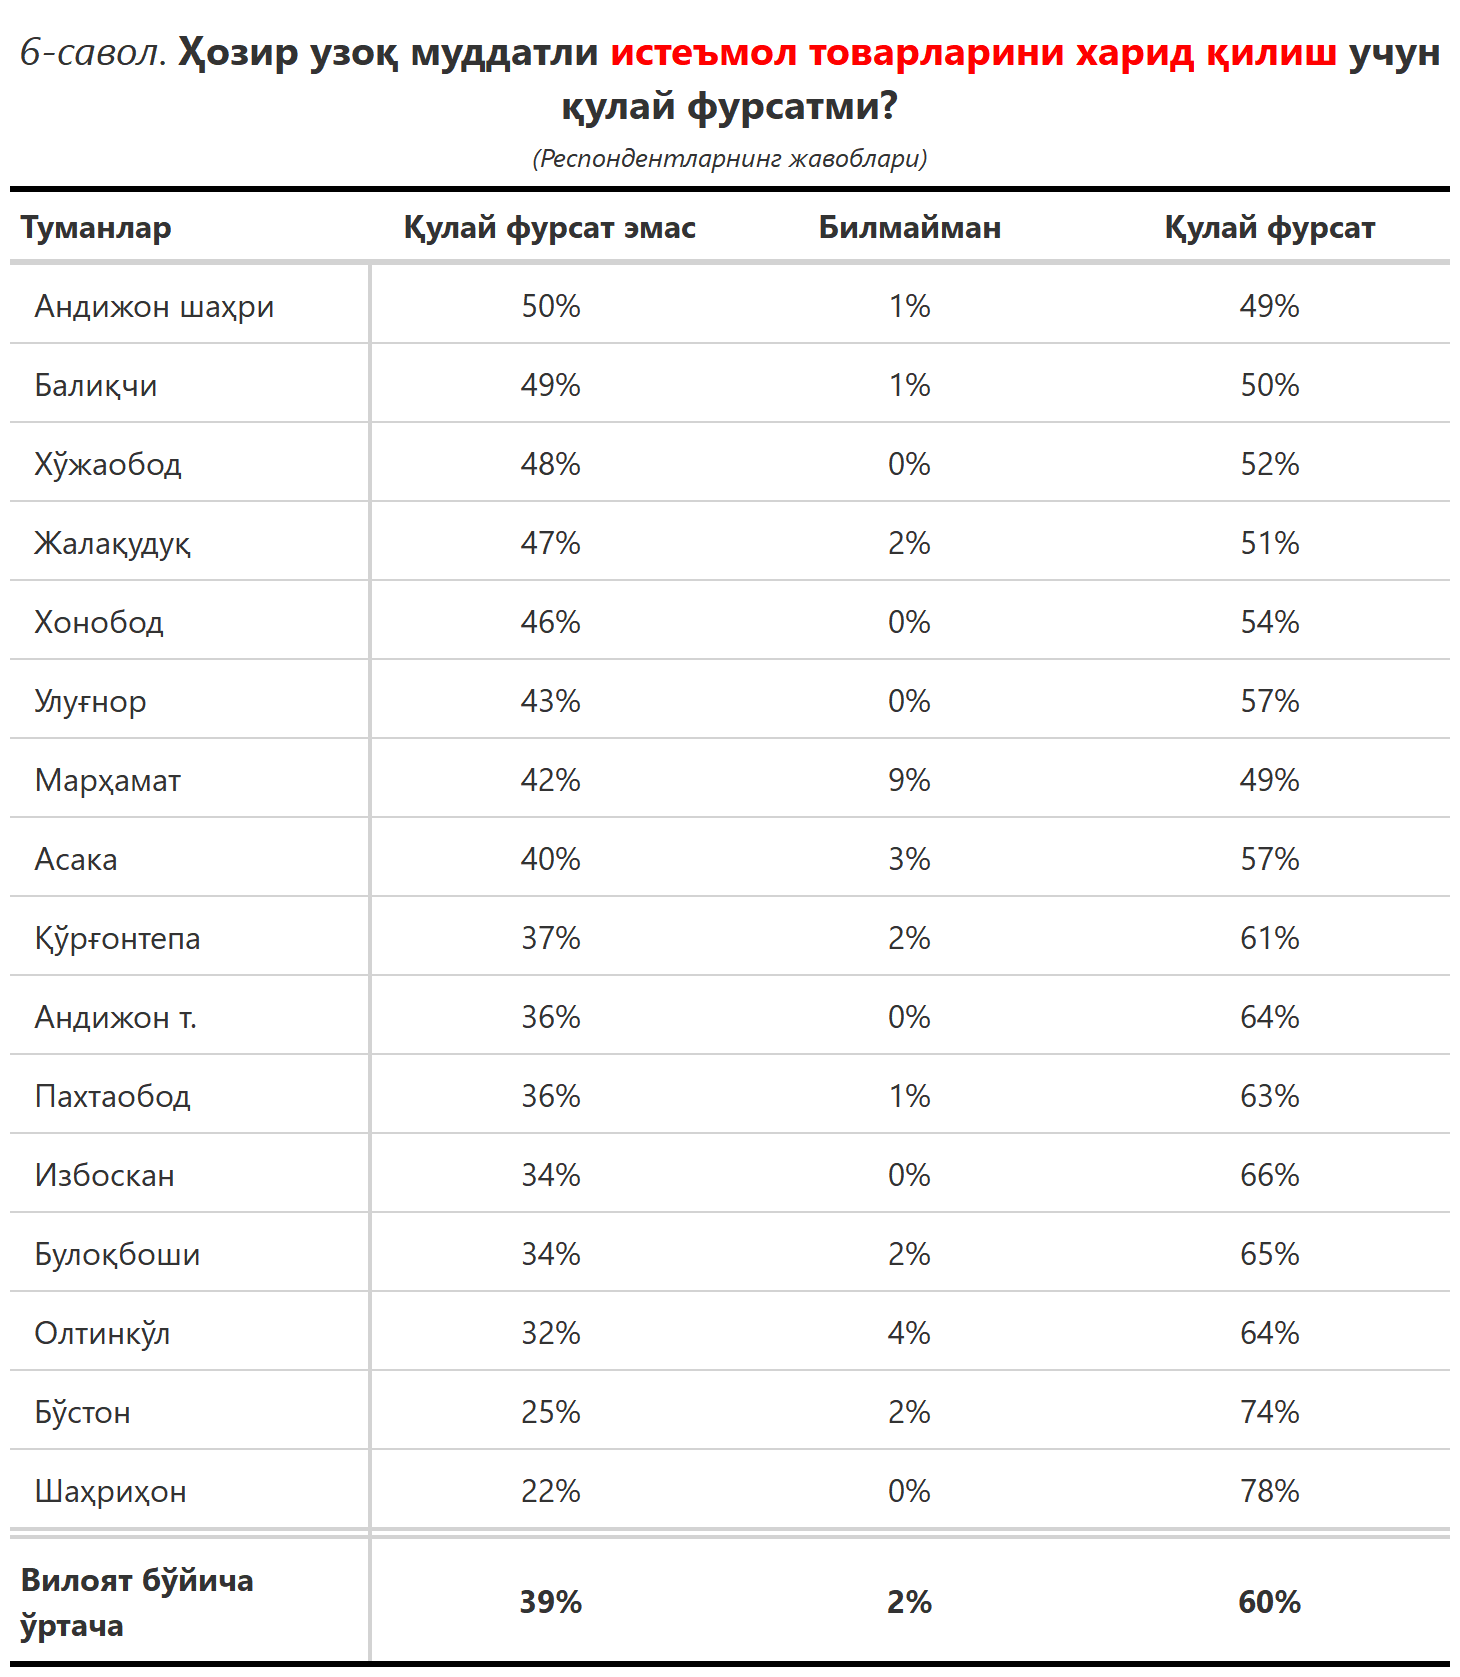 6-савол. Ҳозир узоқ муддатли истеъмол товарларини харид қилиш учун
қулай фурсатми?
(Респондентларнинг жавоблари)
Туманлар Қулай фурсат эмас Билмайман Қулай фурсат
Андижон шаҳри 50% 1% 49%
Балиқчи 49% 1% 50%
Хўжаобод 48% 0% 52%
Жалақудуқ 47% 2% 51%
Хонобод 46% 0% 54%
Улуғнор 43% 0% 57%
Марҳамат 42% 9% 49%
Асака 40% 3% 57%
Қўрғонтепа 37% 2% 61%
Андижон т. 36% 0% 64%
Пахтаобод 36% 1% 63%
Избоскан 34% 0% 66%
Булоқбоши 34% 2% 65%
Олтинкўл 32% 4% 64%
Бўстон 25% 2% 74%
Шаҳриҳон 22% 0% 78%
Вилоят бўйича
ўртача 39% 2% 60%